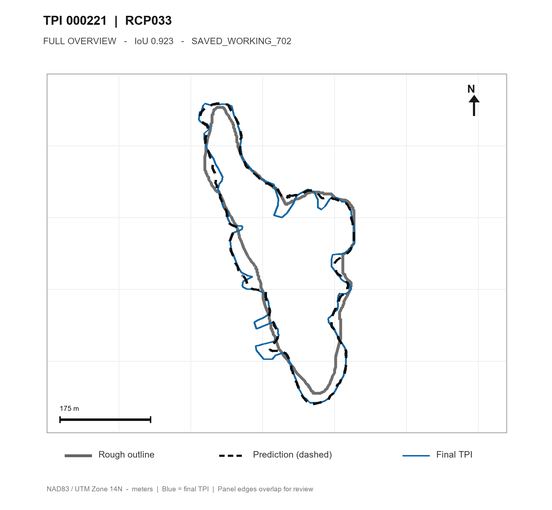 TPI 000221 | RCP033
FULL OVERVIEW - IoU 0.923 - SAVED_WORKING_702
N
175 m
Rough outline
Prediction (dashed)
Final TPI
NAD83 / UTM Zone 14N - meters | Blue = final TPI | Panel edges overlap for review